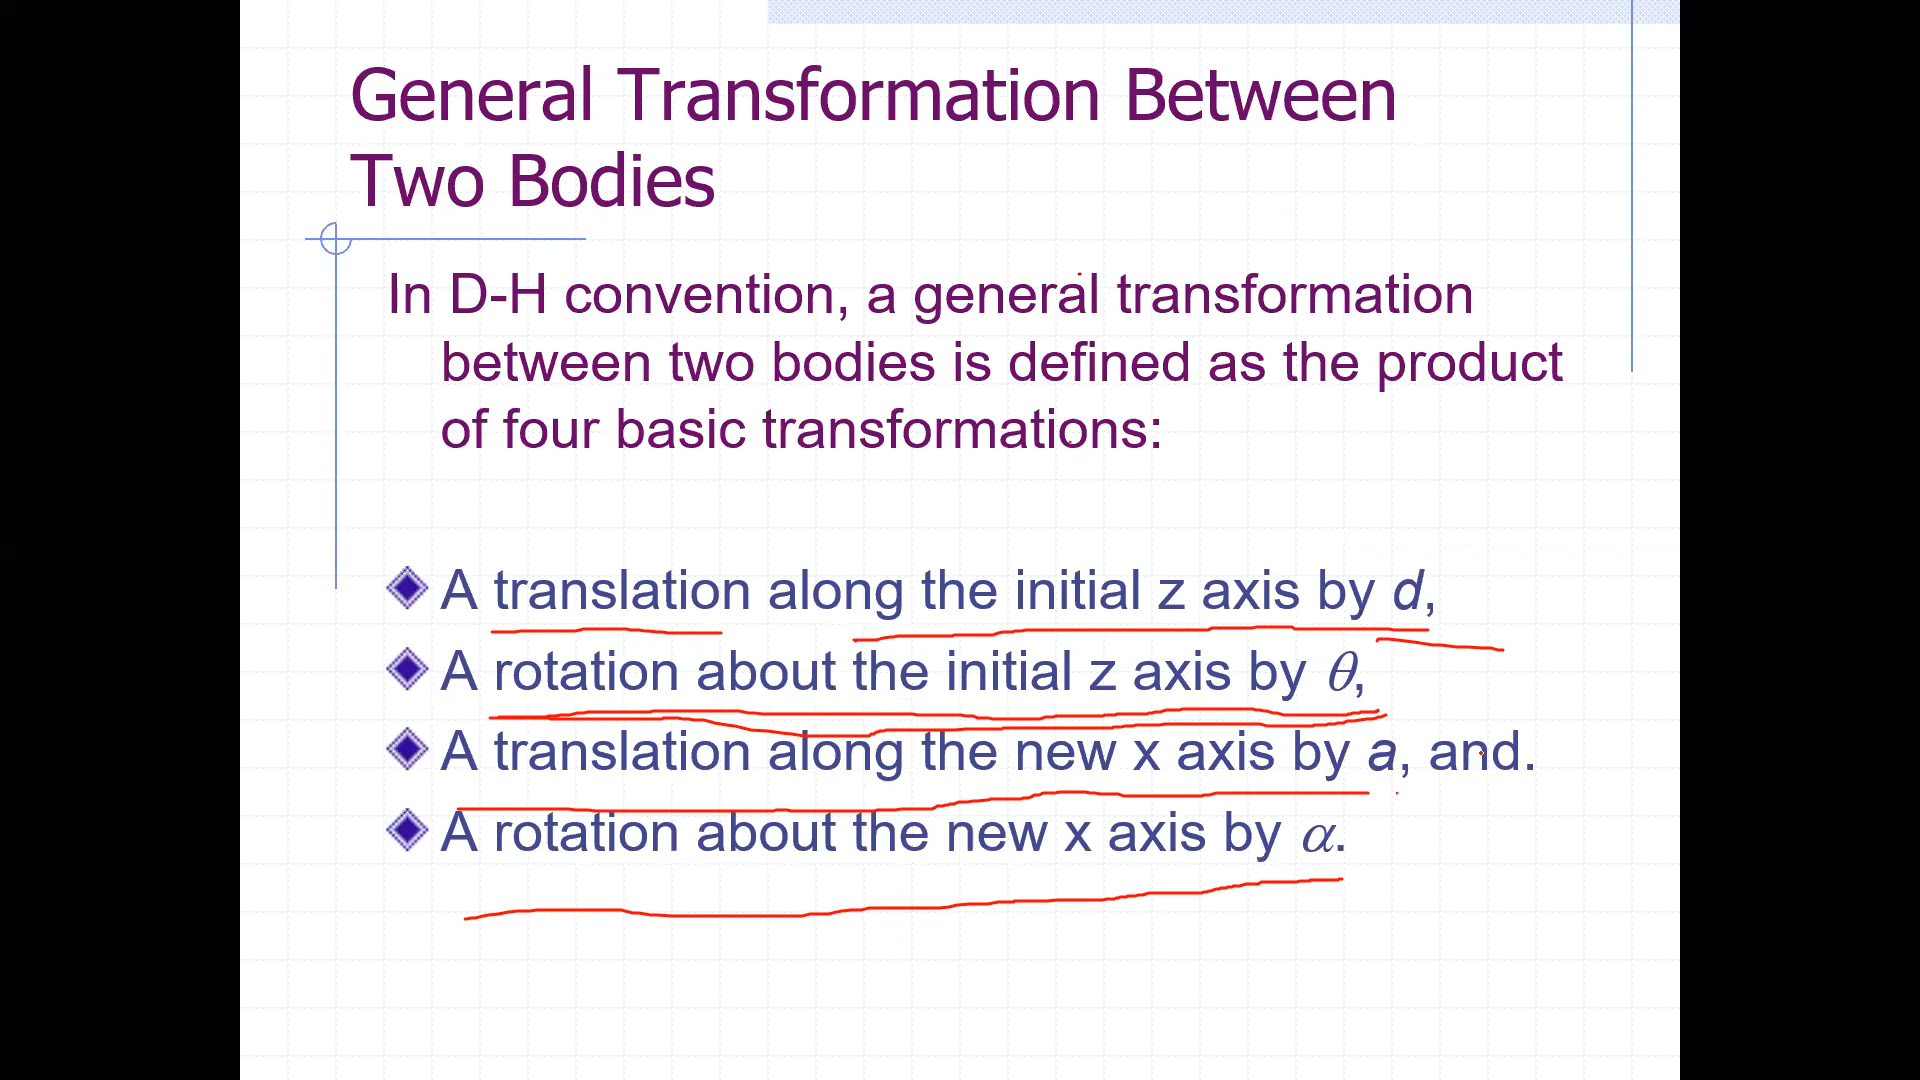 General Transformation Between
Two Bodies
In D-H convention, a general transformation
between two bodies is defined as the product
of four basic transformations:
A translation along the initial z axis by d,
A rotation about the initial z axis by θ,
A translation along the new x axis by a, and.
A rotation about the new x axis by α.